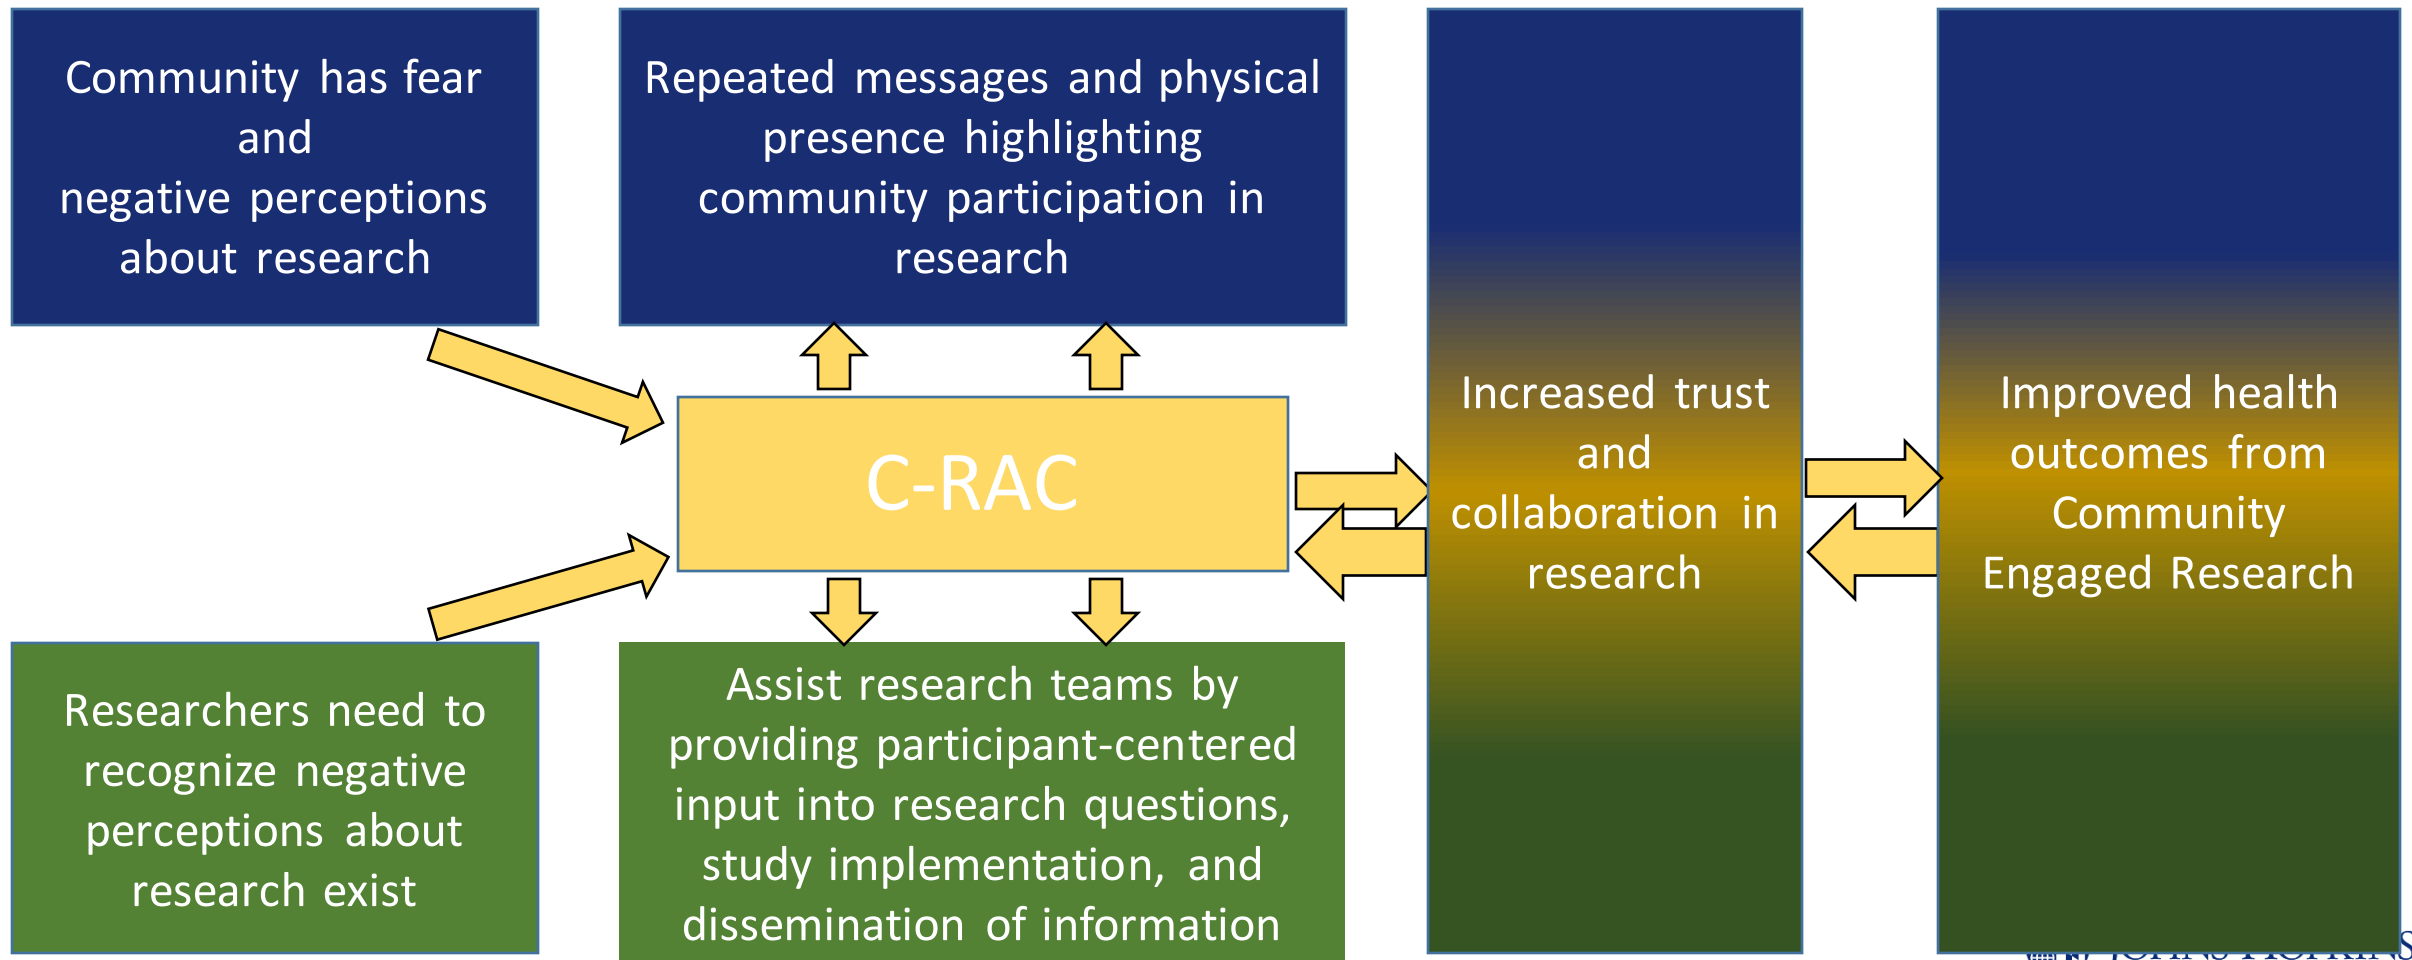 Community has fear
and
negative perceptions
about research
Repeated messages and physical
presence highlighting
community participation in
research
C-RAC
Increased trust
and
collaboration in
research
Improved health
outcomes from
Community
Engaged Research
Researchers need to
recognize negative
perceptions about
research exist
Assist research teams by
providing participant-centered
input into research questions,
study implementation, and
dissemination of information
JOHNS HOPKINS